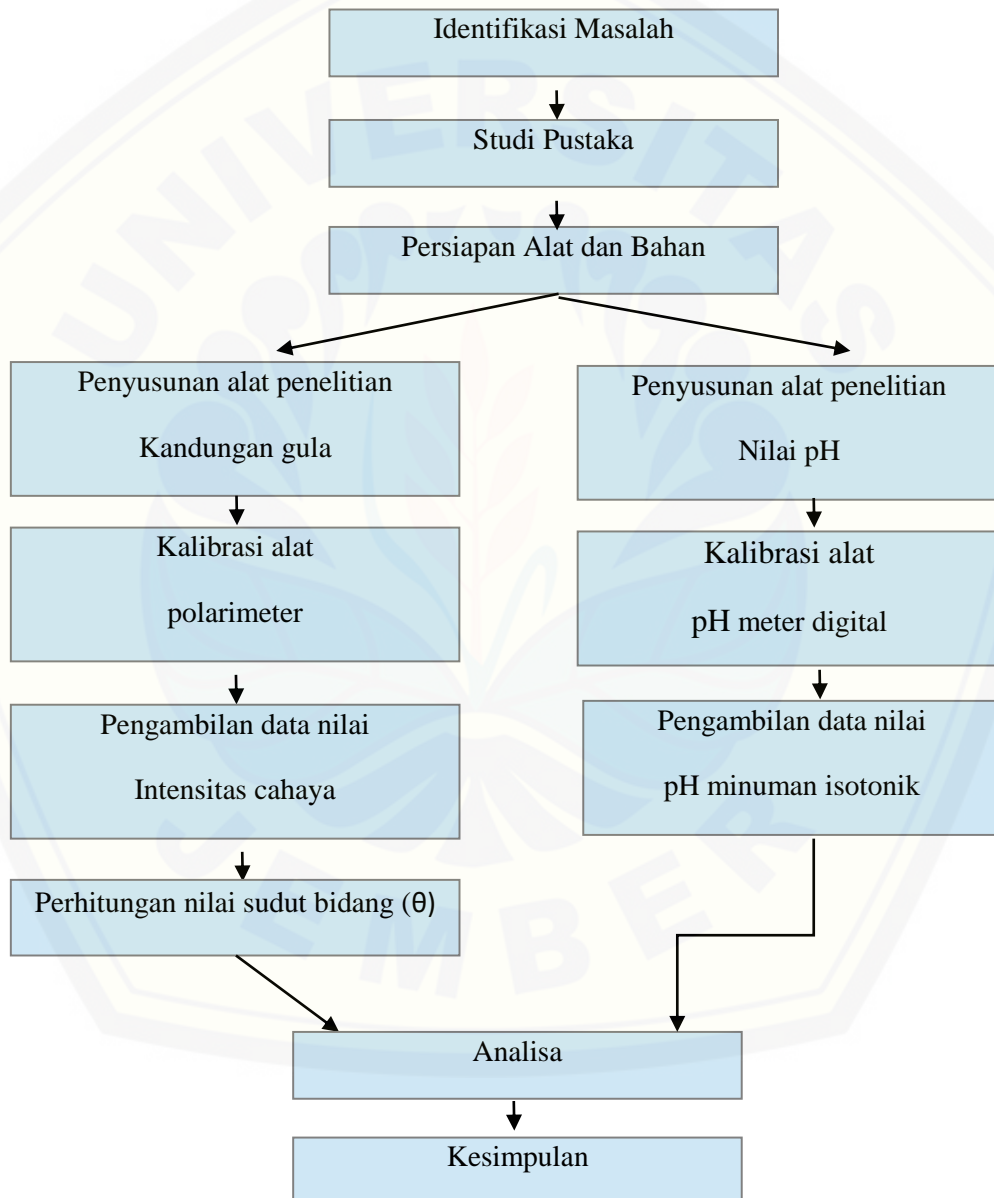 Identifikasi Masalah
Studi Pustaka
Persiapan Alat dan Bahan
Penyusunan alat penelitian
Kandungan gula
Kalibrasi alat
polarimeter
Pengambilan data nilai
Intensitas cahaya
Perhitungan nilai sudut bidang (θ)
Penyusunan alat penelitian
Nilai pH
Kalibrasi alat
pH meter digital
Pengambilan data nilai
pH minuman isotonik
Analisa
Kesimpulan
UNIVERSITAS
JEMBER